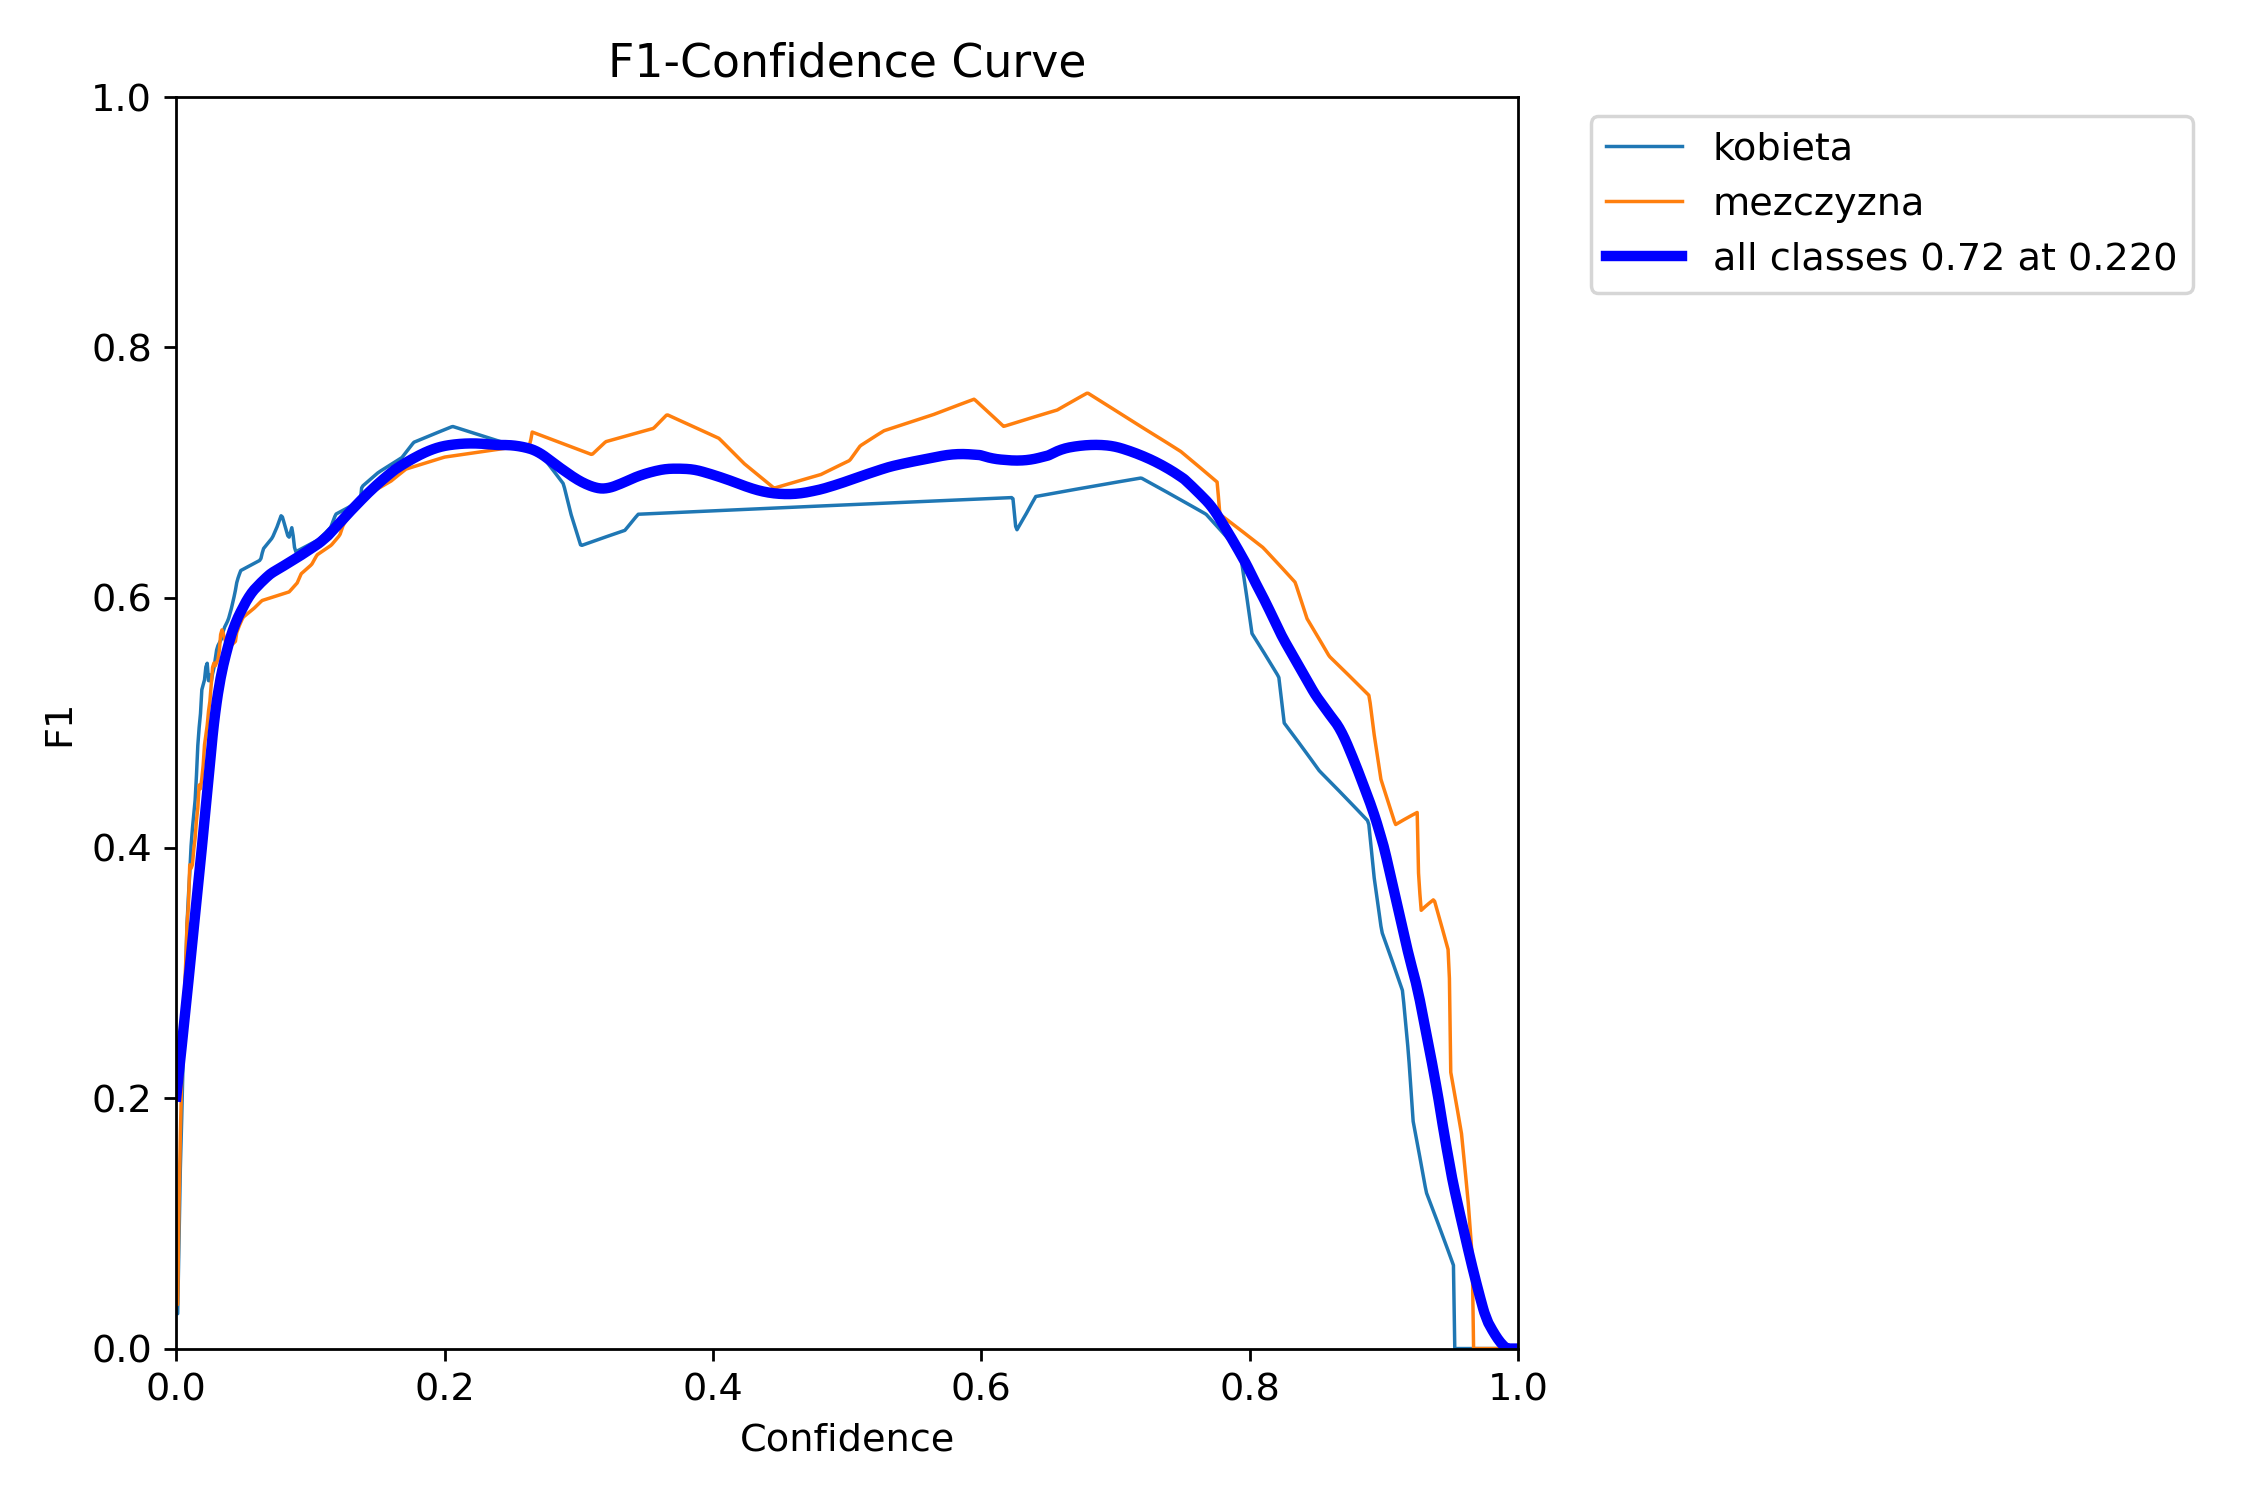 F1-Confidence Curve
1.0
0.8
0.6
0.4
0.2
0.0
F1
0.0 0.2 0.4 0.6 0.8 1.0
Confidence
kobieta
mezczyzna
all classes 0.72 at 0.220